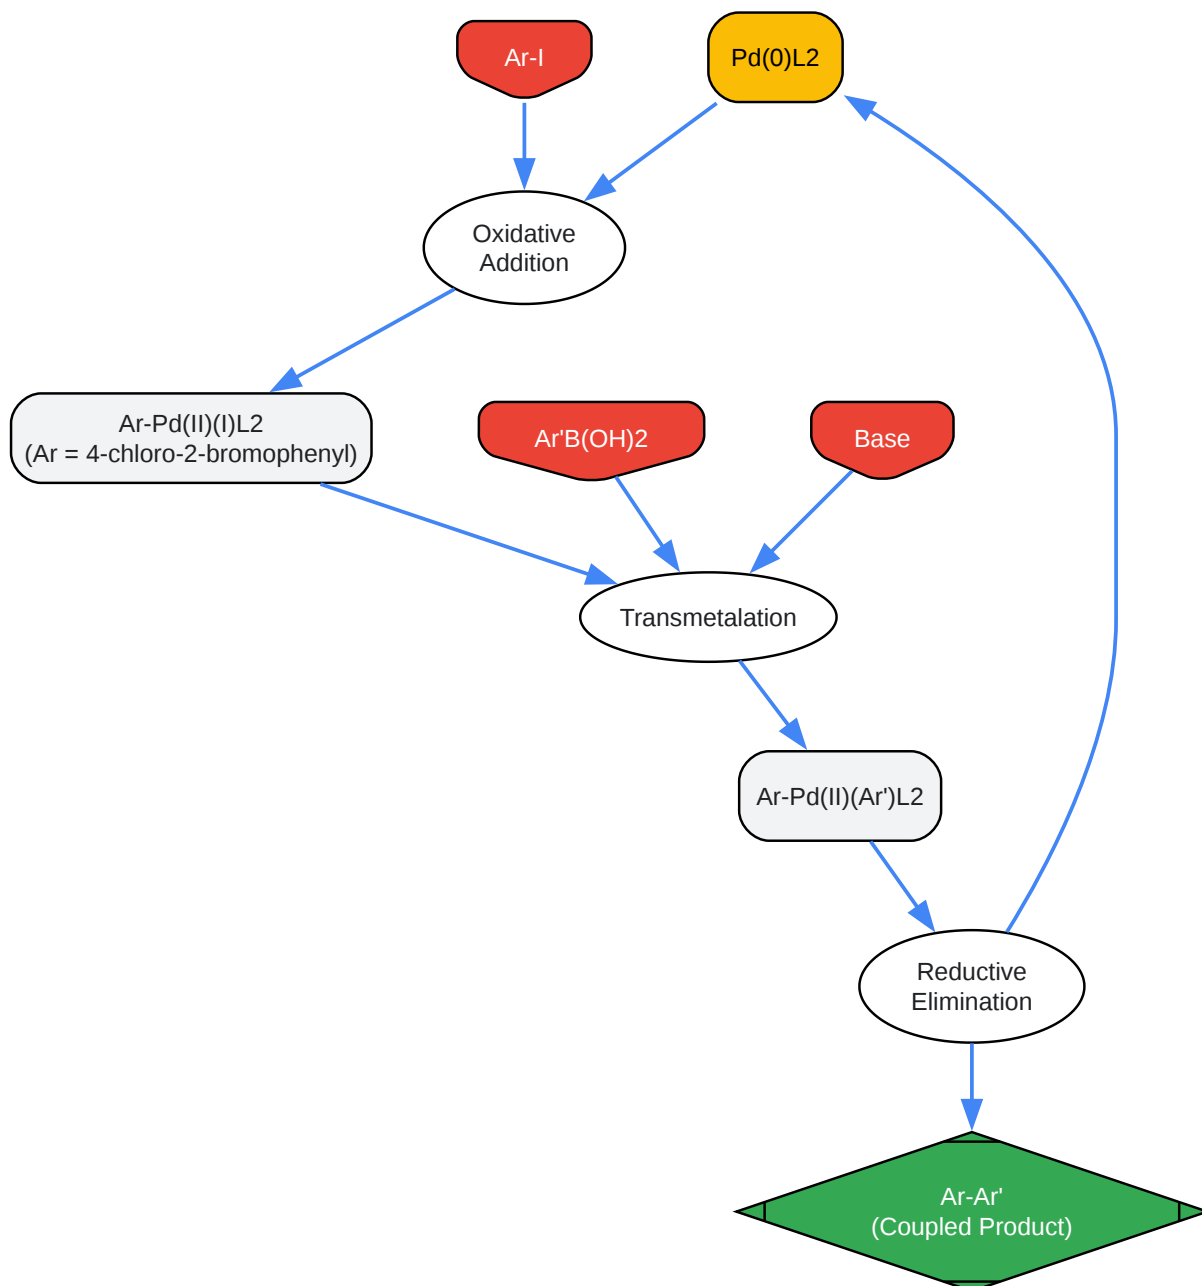 Ar-I
Pd(0)L2
Oxidative
Addition
Ar-Pd(II)(I)L2
(Ar = 4-chloro-2-bromophenyl)
Ar'B(OH)2
Base
Transmetalation
Ar-Pd(II)(Ar')L2
Reductive
Elimination
Ar-Ar'
(Coupled Product)